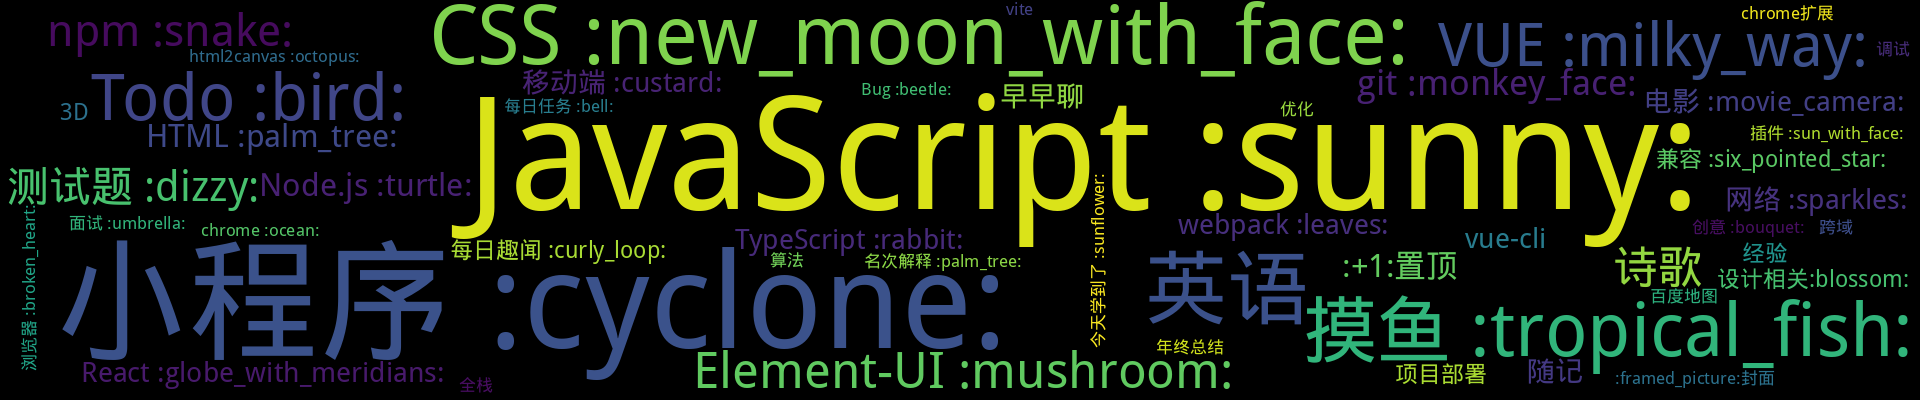 npm :snake:
CSS :new_moon_with_face:
vite
chrome扩展
VUE :milky_way:
调试
html2canvas :octopus:
Todo :bird:
移动端 :custard:
Bug :beetle:
早早聊
git :monkey_face:
电影 :movie_camera:
3D
每日任务 :bell:
JavaScript :sunny:
优化
HTML :palm_tree:
插件 :sun_with_face:
兼容 :six_pointed_star:
测试题 :dizzy:
Node.js :turtle:
网络 :sparkles:
面试 :umbrella:
chrome :ocean:
浏览器 :broken_heart:
今天学到了 :sunflower:
webpack :leaves:
创意 :bouquet:
跨域
每日趣闻 :curly_loop:
TypeScript :rabbit:
vue-cli
小程序 :cyclone:
算法
名次解释 :palm_tree:
英语
:+1:置顶
诗歌
经验
设计相关:blossom:
百度地图
摸鱼 :tropical_fish:
React :globe_with_meridians:
全栈
Element-UI :mushroom:
年终总结
项目部署
随记
:framed_picture:封面